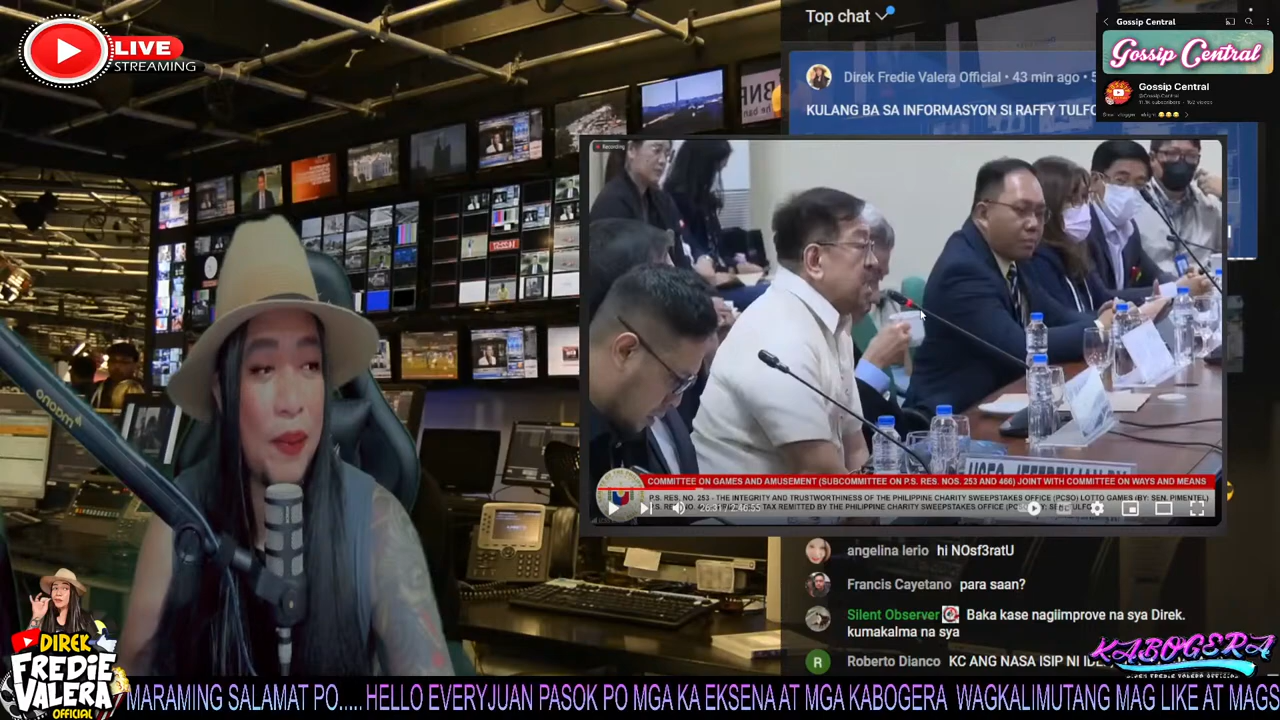 LIVE
STREAMING
Top chat
Direk Fredie Valera Official • 43 min ago • 5
KULANG BA SA INFORMASYON SI RAFFY TULFO
Gossip Central
Gossip Central
Gossip Central
Recording
COMMITTEE ON GAMES AND AMUSEMENT (SUBCOMMITTEE ON P.S. RES. NOS. 253 AND 466) JOINT WITH COMMITTEE ON WAYS AND MEANS
P.S. RES. NO. 253 - THE INTEGRITY AND TRUSTWORTHINESS OF THE PHILIPPINE CHARITY SWEEPSTAKES OFFICE (PCSO) LOTTO GAMES (BY: SEN. PIMENTEL)
TAX REMITTED BY THE PHILIPPINE CHARITY SWEEPSTAKES OFFICE
angelina lerio hi NOsf3ratU
Francis Cayetano para saan?
Silent Observer Baka kase nagiimprove na sya Direk.
kumakalma na sya
R Roberto Dianco KC ANG NASA ISIP NI
KABOGERA
maono
DIREK
FREDIE
VALERA
OFFICIAL
MARAMING SALAMAT PO..... HELLO EVERYJUAN PASOK PO MGA KA EKSENA AT MGA KABOGERA WAGKALIMUTANG MAG LIKE AT MAGS